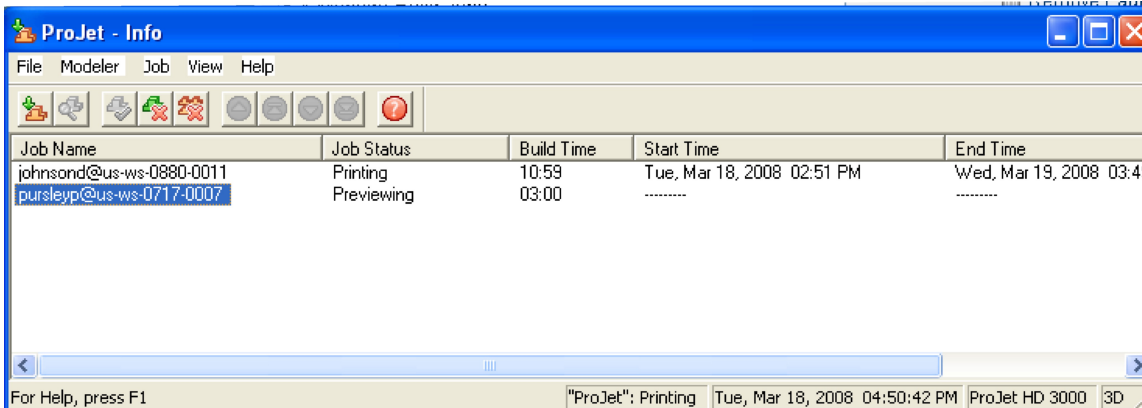 ProJet - Info
File Modeler Job View Help
Job Name Job Status Build Time Start Time End Time
johnsond@us-ws-0880-0011 Printing 10:59 Tue, Mar 18, 2008 02:51 PM Wed, Mar 19, 2008 03:4
pursleyp@us-ws-0717-0007 Previewing 03:00 --------- ---------
For Help, press F1 "ProJet": Printing Tue, Mar 18, 2008 04:50:42 PM ProJet HD 3000 3D